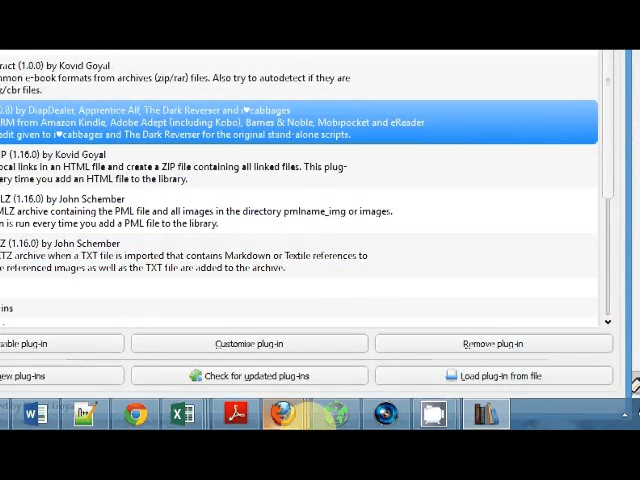 ract (1.0.0) by Kovid Goyal
mmon e-book formats from archives (zip/rar) files. Also try to autodetect if they are
z/cbr files.
0.8) by DiapDealer, Apprentice Alf, The Dark Reverser and i♥cabbages
RM from Amazon Kindle, Adobe Adept (including Kobo), Barnes & Noble, Mobipocket and eReader
edit given to i♥cabbages and The Dark Reverser for the original stand-alone scripts.
IP (1.16.0) by Kovid Goyal
ocal links in an HTML file and create a ZIP file containing all linked files. This plug-
ery time you add an HTML file to the library.
LZ (1.16.0) by John Schember
MLZ archive containing the PML file and all images in the directory pmlname_img or images.
n is run every time you add a PML file to the library.
Z (1.16.0) by John Schember
TZ archive when a TXT file is imported that contains Markdown or Textile references to
e referenced images as well as the TXT file are added to the archive.
ins
able plug-in
Customise plug-in
Remove plug-in
new plug-ins
Check for updated plug-ins
Load plug-in from file